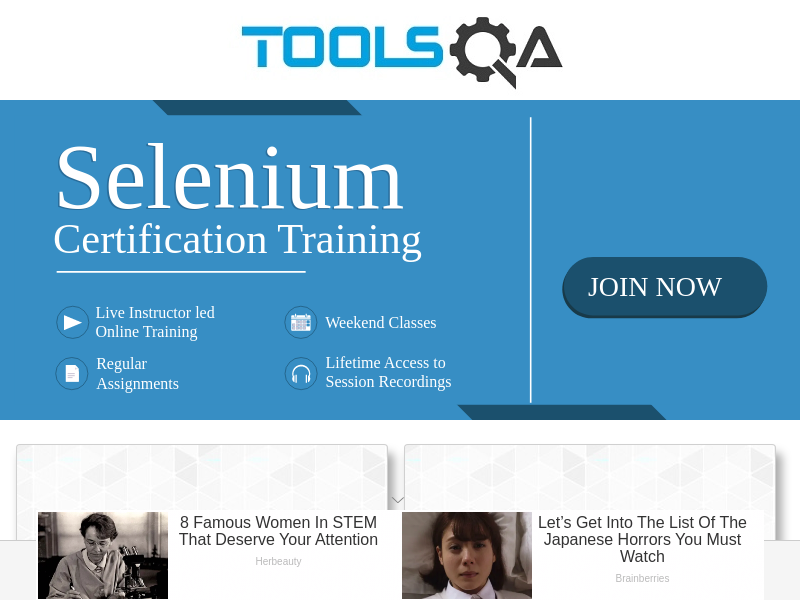 TOOLSQA
Selenium
Certification Training
JOIN NOW
Live Instructor led
Online Training
Weekend Classes
Regular
Assignments
Lifetime Access to
Session Recordings
8 Famous Women In STEM
That Deserve Your Attention
Herbeauty
Let’s Get Into The List Of The
Japanese Horrors You Must
Watch
Brainberries